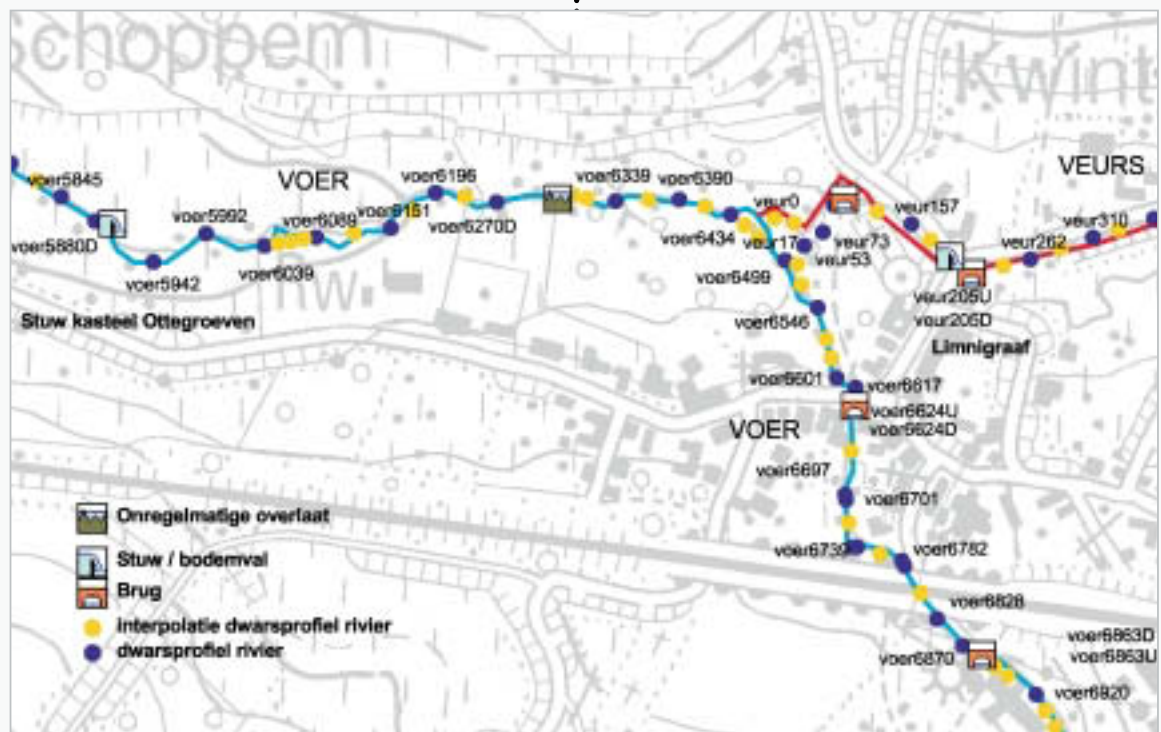 Schoppem
Kwint
VEURS
voer5845
VOER
voer6196
voer6339
voer6390
veur0
veur157
veur310
voer5992
voer6089
voer6151
voer6270D
voer6434
veur17
veur73
veur262
voer5880D
voer5942
voer6039
voer6499
veur53
veur205U
veur205D
Stuw kasteel Ottegroeven
nw.
voer6546
Limnigraaf
voer6601
voer6617
voer6624U
voer6624D
VOER
voer6697
voer6701
Onregelmatige overlaat
Stuw / bodemval
Brug
interpolatie dwarsprofiel rivier
dwarsprofiel rivier
voer6739
voer6782
voer6828
voer6863D
voer6863U
voer6870
voer6920